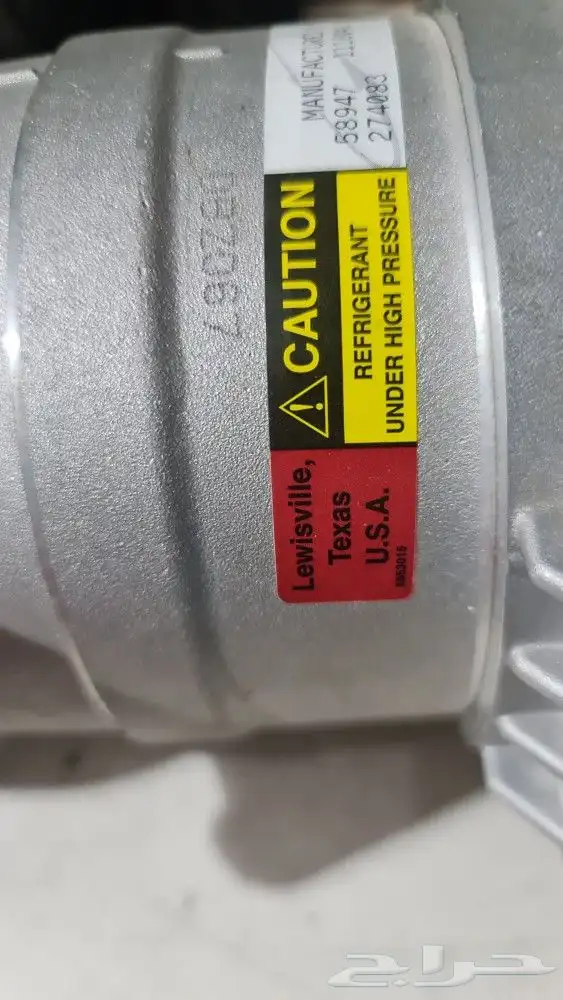 MANUFACTURE
58947
274083
CAUTION
REFRIGERANT
UNDER HIGH PRESSURE
Lewisville,
Texas
U.S.A.
حراج